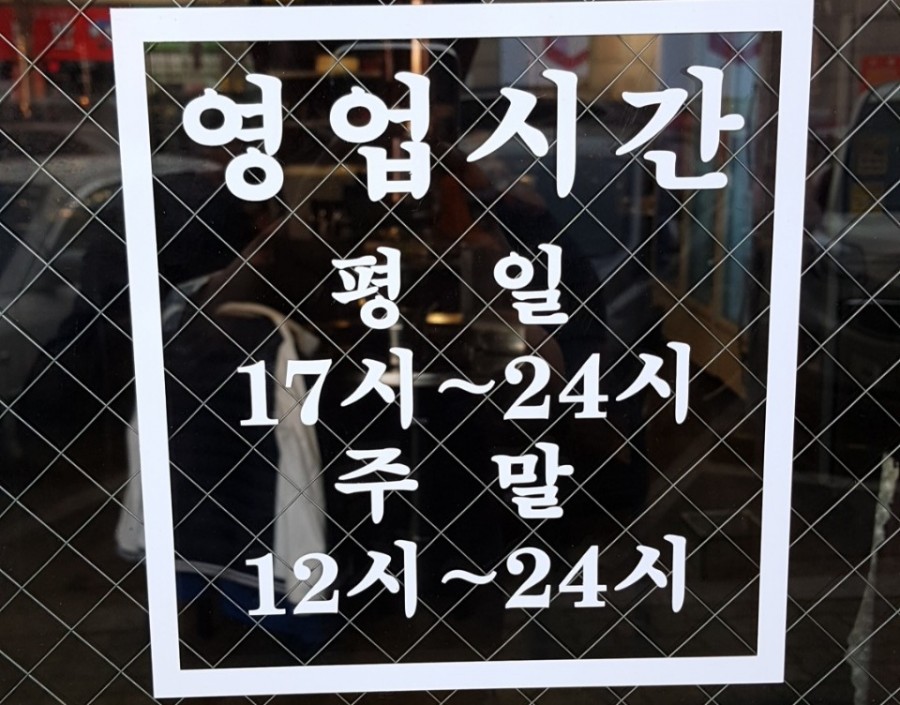 영업시간
평 일
17시~24시
주 말
12시~24시